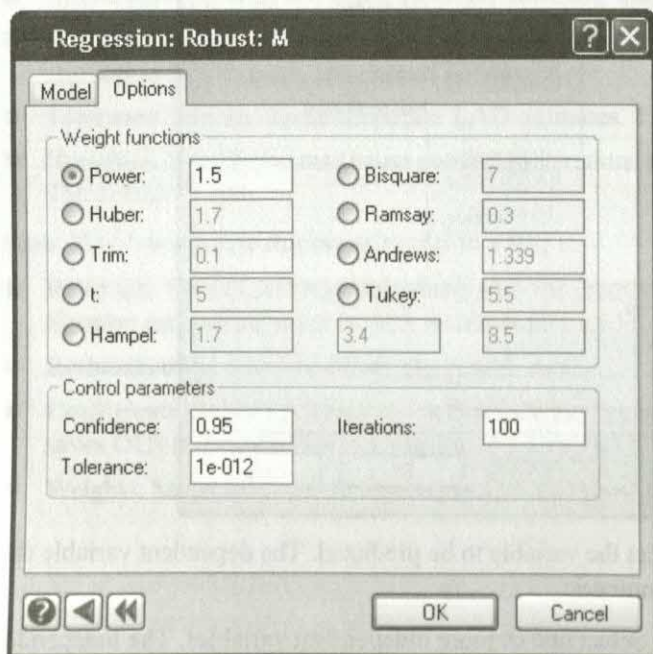 Regression: Robust: M
Model Options
Weight functions
Power: 1.5 Bisquare: 7
Huber: 1.7 Ramsay: 0.3
Trim: 0.1 Andrews: 1.339
t: 5 Tukey: 5.5
Hampel: 1.7 3.4 8.5
Control parameters
Confidence: 0.95 Iterations: 100
Tolerance: 1e-012
OK Cancel